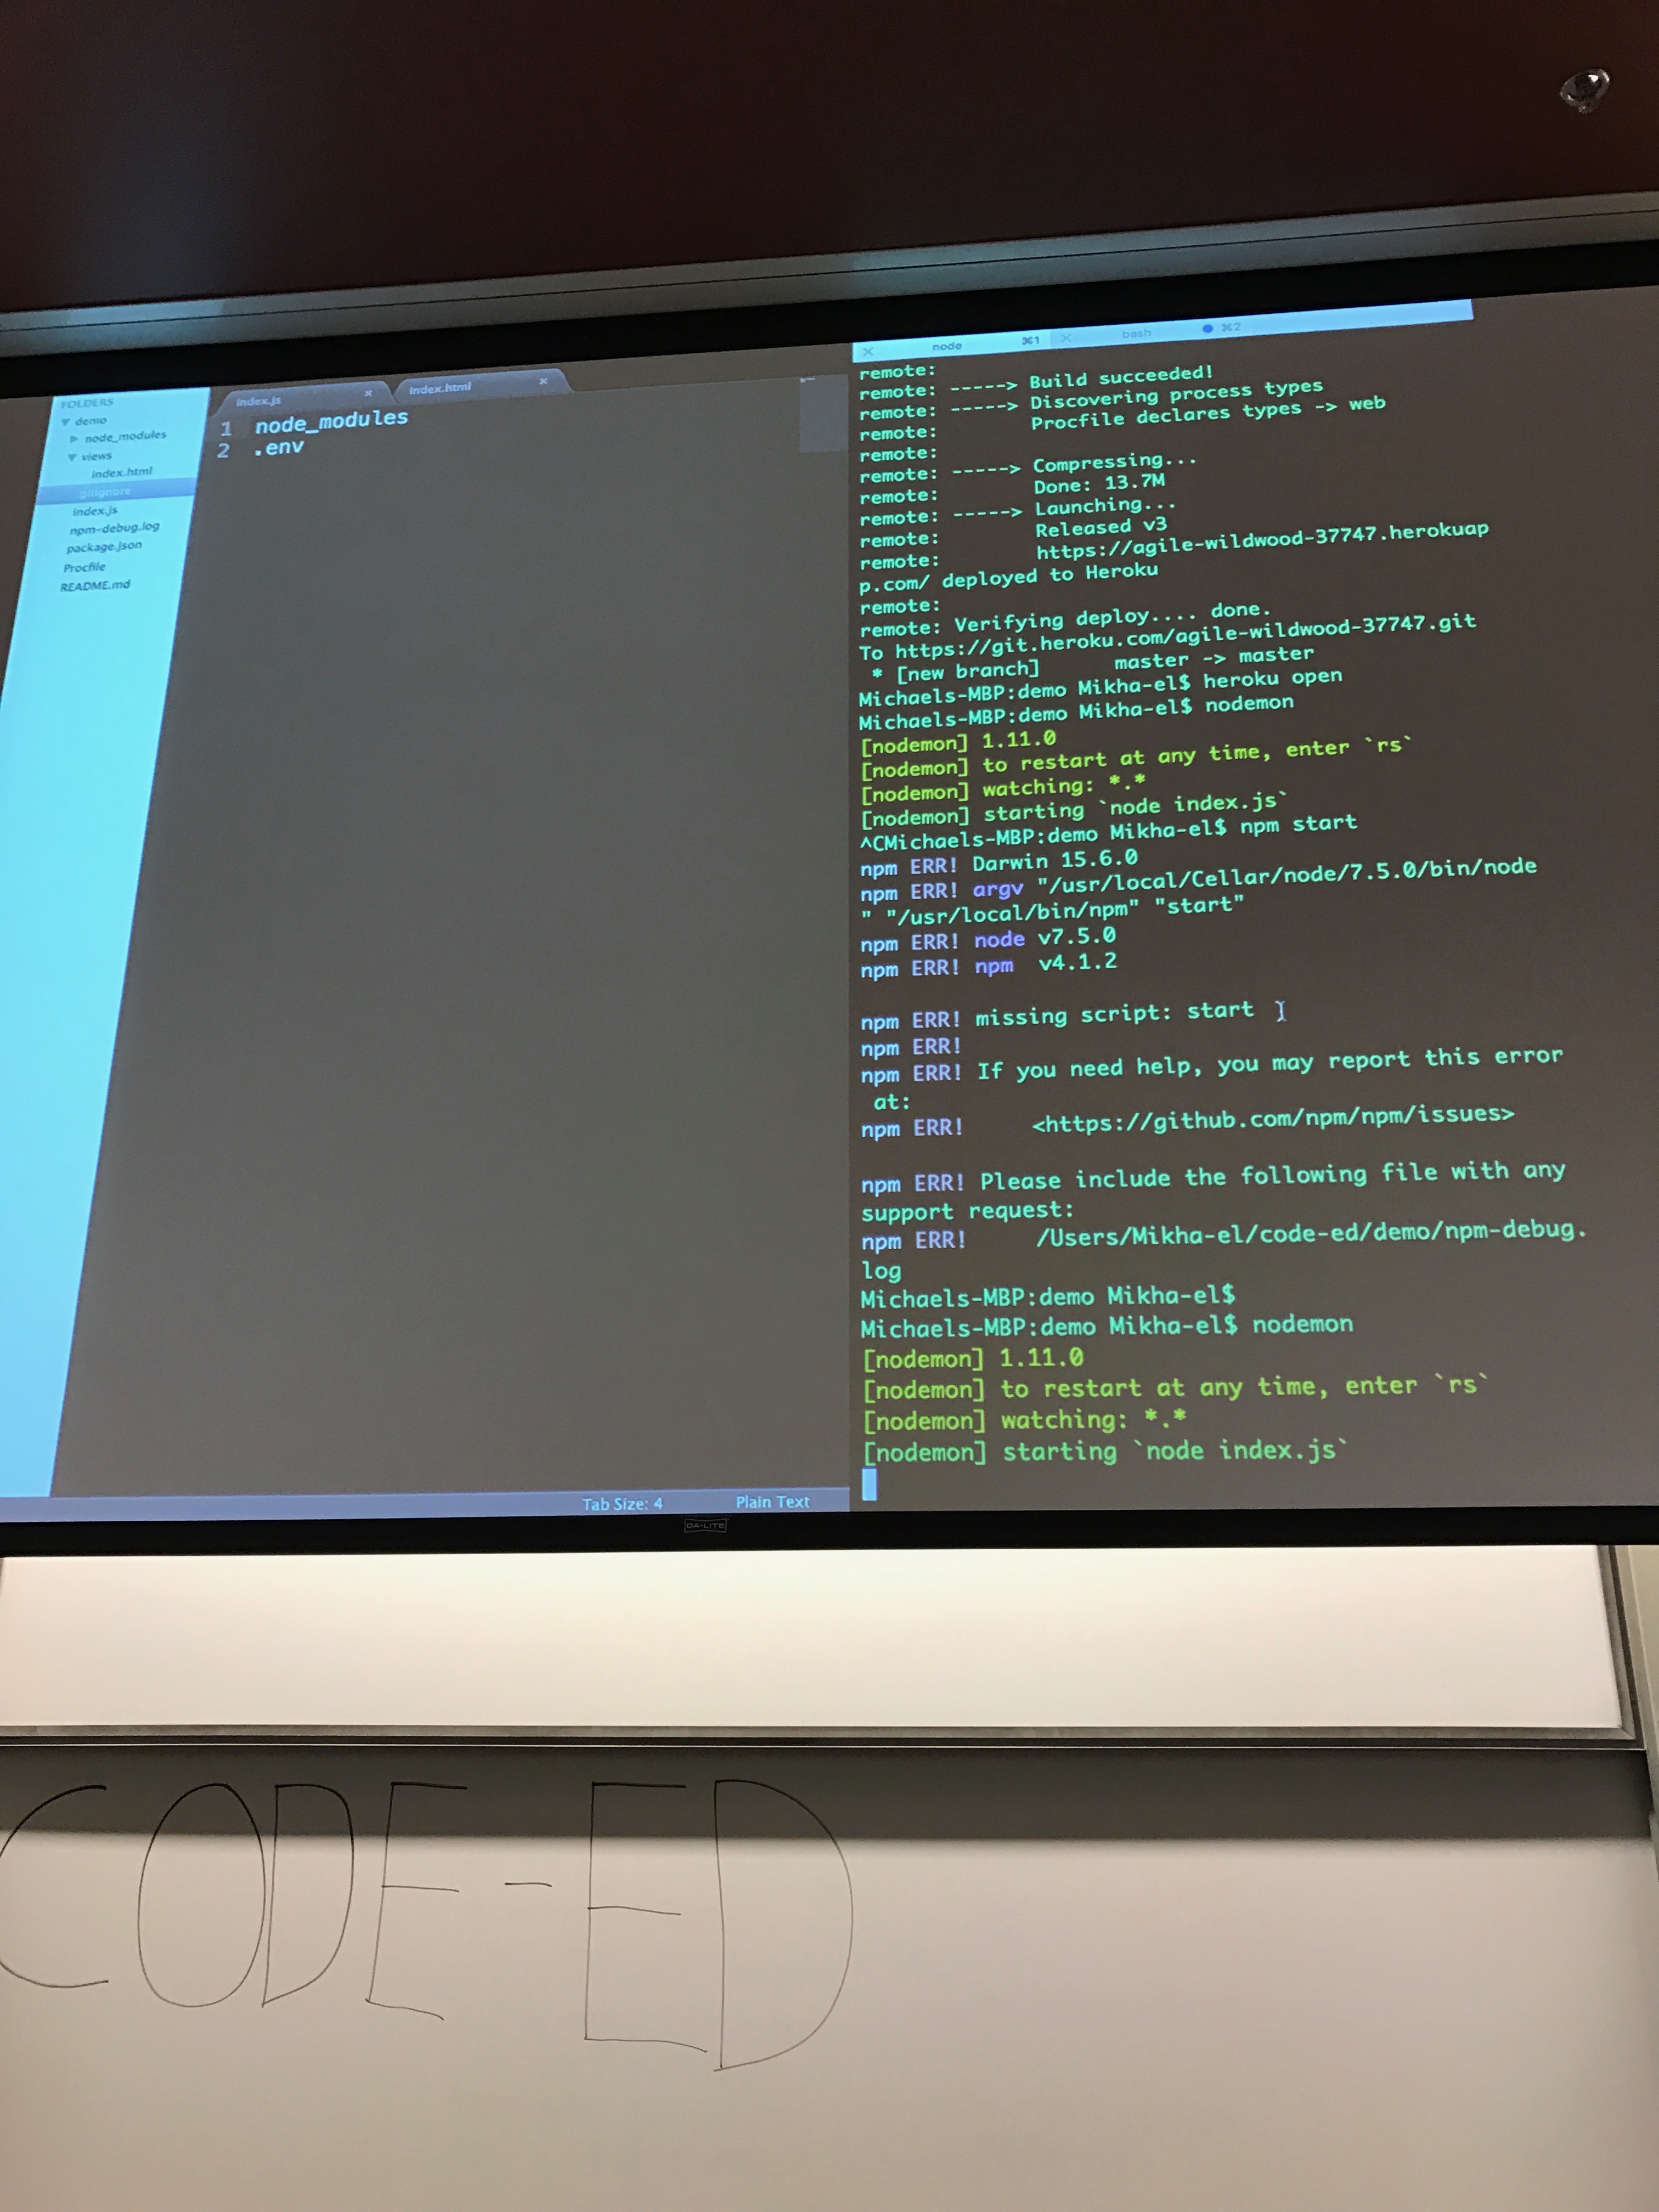 FOLDERS
demo
node_modules
views
index.html
.gitignore
index.js
npm-debug.log
package.json
Procfile
README.md
index.js
index.html
1 node_modules
2 .env
Tab Size: 4 Plain Text
node ⌘1 bash ⌘2
remote:
remote: -----> Build succeeded!
remote: -----> Discovering process types
remote: Procfile declares types -> web
remote:
remote: -----> Compressing...
remote: Done: 13.7M
remote: -----> Launching...
remote: Released v3
remote: https://agile-wildwood-37747.herokuap
p.com/ deployed to Heroku
remote:
remote: Verifying deploy.... done.
To https://git.heroku.com/agile-wildwood-37747.git
* [new branch] master -> master
Michaels-MBP:demo Mikha-el$ heroku open
Michaels-MBP:demo Mikha-el$ nodemon
[nodemon] 1.11.0
[nodemon] to restart at any time, enter `rs`
[nodemon] watching: *.*
[nodemon] starting `node index.js`
^CMichaels-MBP:demo Mikha-el$ npm start
npm ERR! Darwin 15.6.0
npm ERR! argv "/usr/local/Cellar/node/7.5.0/bin/node
" "/usr/local/bin/npm" "start"
npm ERR! node v7.5.0
npm ERR! npm v4.1.2
npm ERR! missing script: start
npm ERR!
npm ERR! If you need help, you may report this error
at:
npm ERR! <https://github.com/npm/npm/issues>
npm ERR! Please include the following file with any
support request:
npm ERR! /Users/Mikha-el/code-ed/demo/npm-debug.
log
Michaels-MBP:demo Mikha-el$
Michaels-MBP:demo Mikha-el$ nodemon
[nodemon] 1.11.0
[nodemon] to restart at any time, enter `rs`
[nodemon] watching: *.*
[nodemon] starting `node index.js`
DA-LITE
CODE-ED